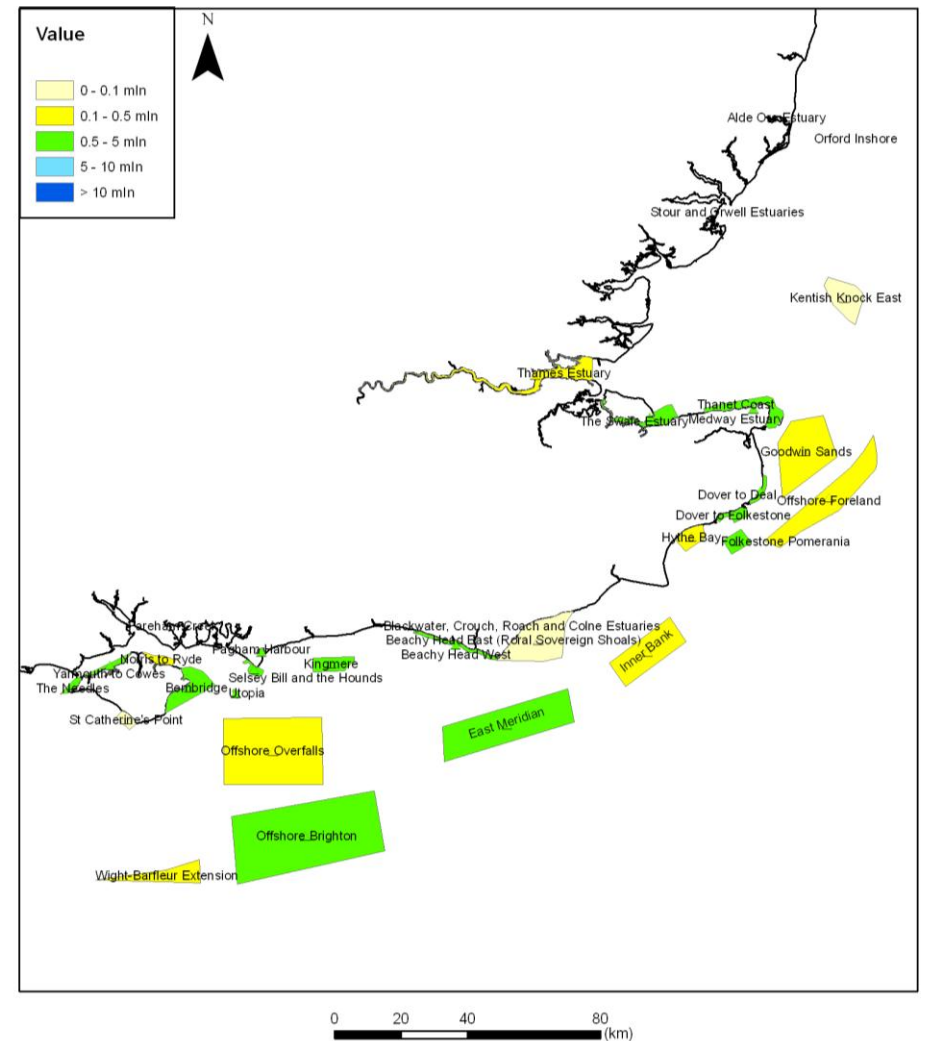 N
Value
0 - 0.1 mln
0.1 - 0.5 mln
0.5 - 5 mln
5 - 10 mln
> 10 mln
Alde Ore Estuary
Orford Inshore
Stour and Orwell Estuaries
Kentish Knock East
Thames Estuary
Thanet Coast
The Swale Estuary
Medway Estuary
Goodwin Sands
Dover to Deal
Offshore Foreland
Dover to Folkestone
Hythe Bay
Folkestone Pomerania
Blackwater, Crouch, Roach and Colne Estuaries
Fareham Creek
Beachy Head East (Roral Sovereign Shoals)
Pagham Harbour
Beachy Head West
Inner Bank
Norris to Ryde
Kingmere
Yarmouth to Cowes
Selsey Bill and the Hounds
The Needles
Bembridge
Utopia
St Catherine's Point
East Meridian
Offshore Overfalls
Offshore Brighton
Wight-Barfleur Extension
0 20 40 80
(km)